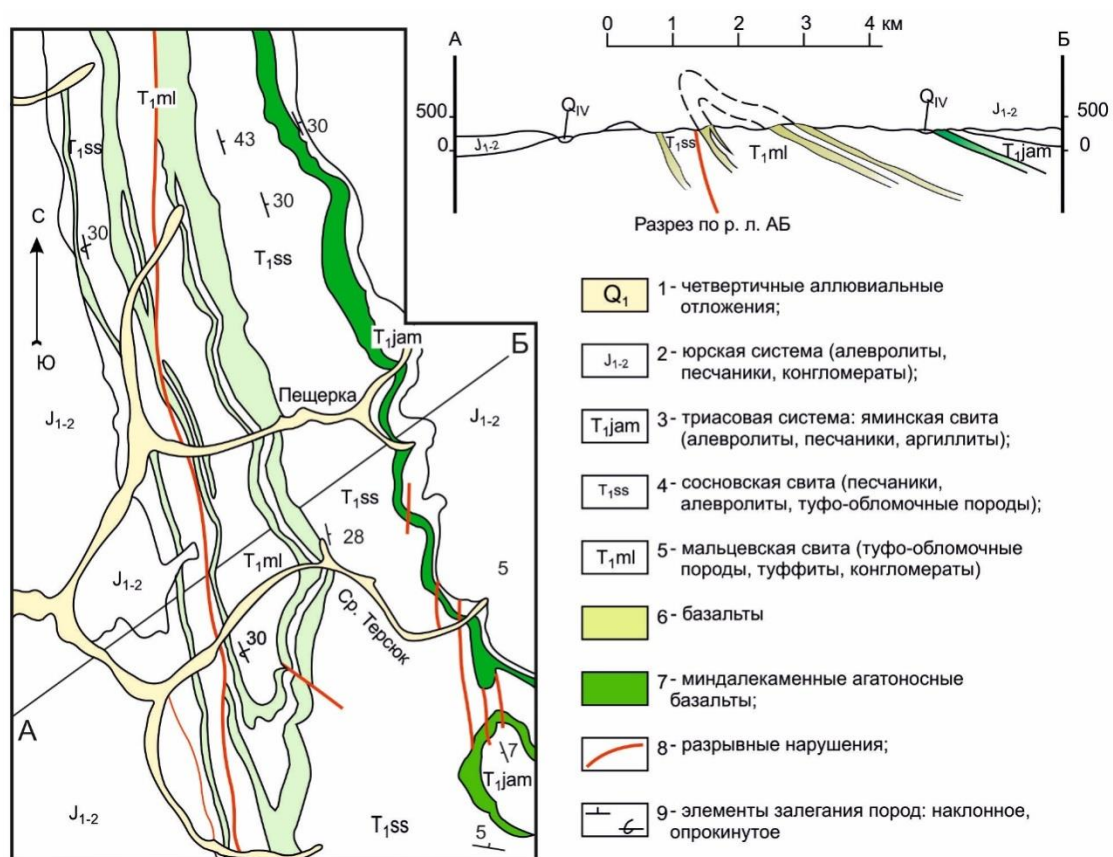 0 1 2 3 4 км
А
Б
500
0
500
0
Q_IV
Q_IV
J₁₋₂
J₁₋₂
T₁ss
T₁ml
T₁jam
Разрез по р. л. АБ
T₁ml
T₁ss
43
30
30
30
T₁ss
С
Ю
T₁jam
Б
Пещерка
J₁₋₂
J₁₋₂
T₁ss
28
T₁ml
J₁₋₂
5
Ср. Терсюк
30
А
7
T₁jam
J₁₋₂
T₁ss
5
Q₁ 1- четвертичные аллювиальные
отложения;
J₁₋₂ 2 - юрская система (алевролиты,
песчаники, конгломераты);
T₁jam 3- триасовая система: яминская свита
(алевролиты, песчаники, аргиллиты);
T₁ss 4 - сосновская свита (песчаники,
алевролиты, туфо-обломочные породы);
T₁ml 5- мальцевская свита (туфо-обломочные
породы, туффиты, конгломераты)
6- базальты
7 - миндалекаменные агатоносные
базальты;
8 - разрывные нарушения;
9- элементы залегания пород: наклонное,
опрокинутое